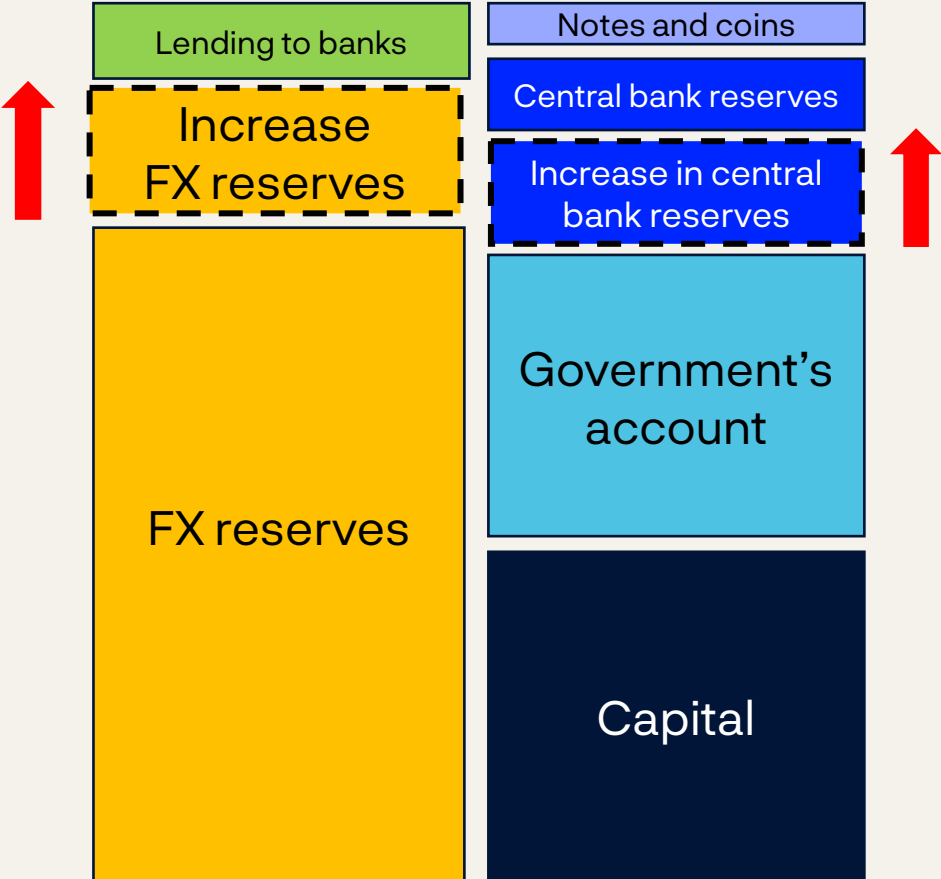 Lending to banks
Increase
FX reserves
FX reserves
Notes and coins
Central bank reserves
Increase in central
bank reserves
Government’s
account
Capital